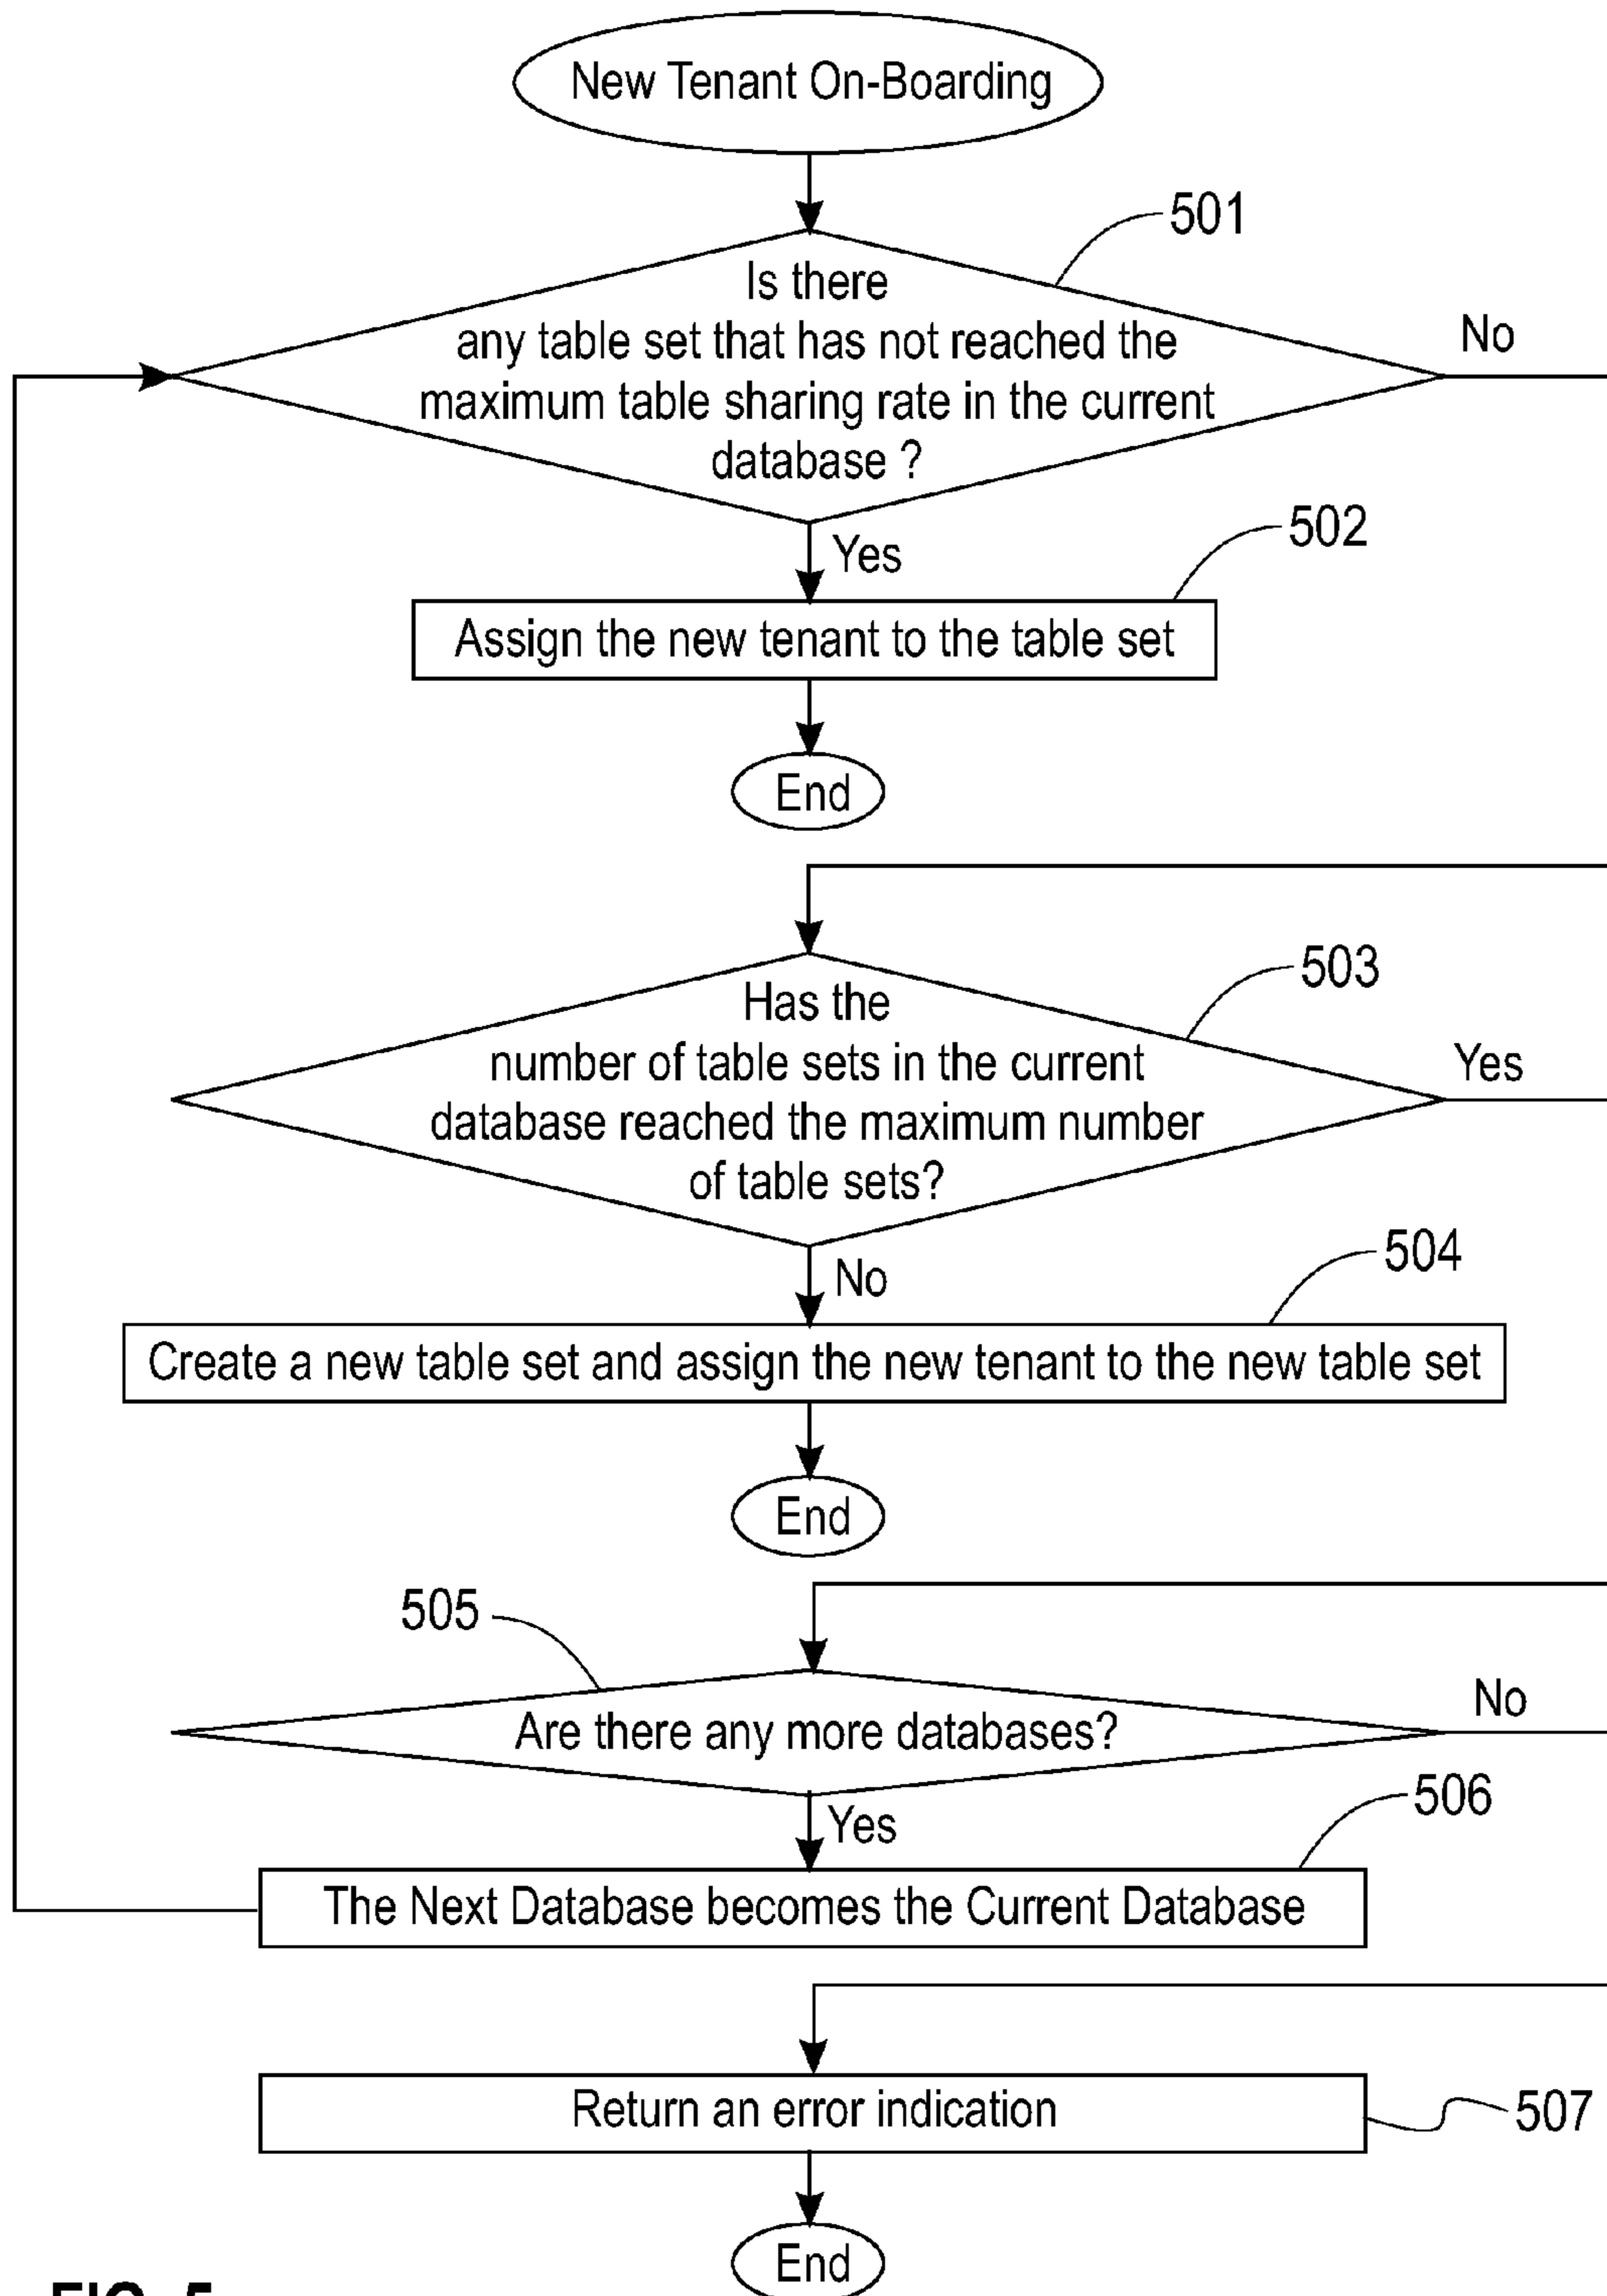 New Tenant On-Boarding
501
Is there
any table set that has not reached the
maximum table sharing rate in the current
database ?
No
Yes
502
Assign the new tenant to the table set
End
503
Has the
number of table sets in the current
database reached the maximum number
of table sets?
Yes
No
504
Create a new table set and assign the new tenant to the new table set
End
505
Are there any more databases?
No
Yes
506
The Next Database becomes the Current Database
Return an error indication
507
End
FIG. 5